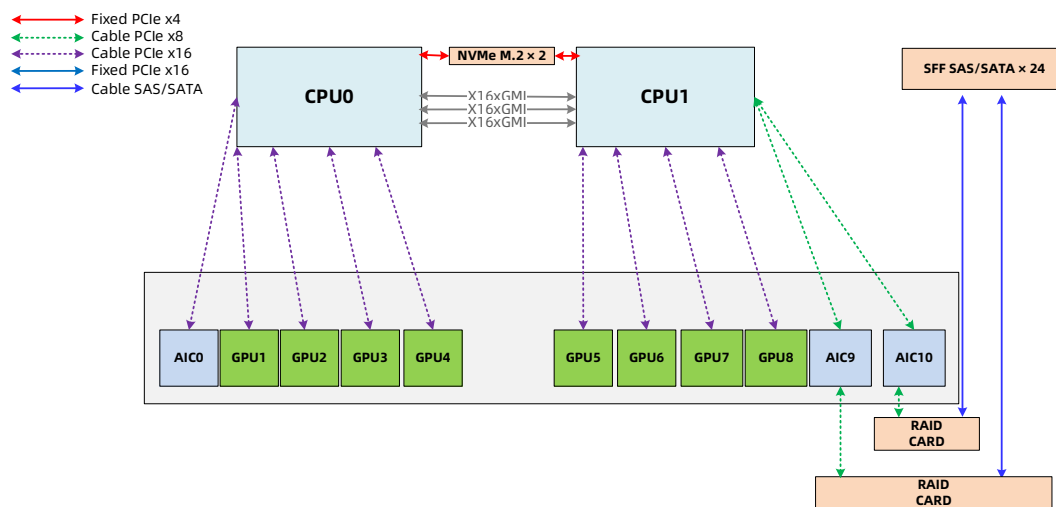 Fixed PCIe x4
Cable PCIe x8
Cable PCIe x16
Fixed PCIe x16
Cable SAS/SATA
NVMe M.2 × 2
SFF SAS/SATA × 24
CPU0
CPU1
X16xGMI
X16xGMI
X16xGMI
AIC0
GPU1
GPU2
GPU3
GPU4
GPU5
GPU6
GPU7
GPU8
AIC9
AIC10
RAID
CARD
RAID
CARD